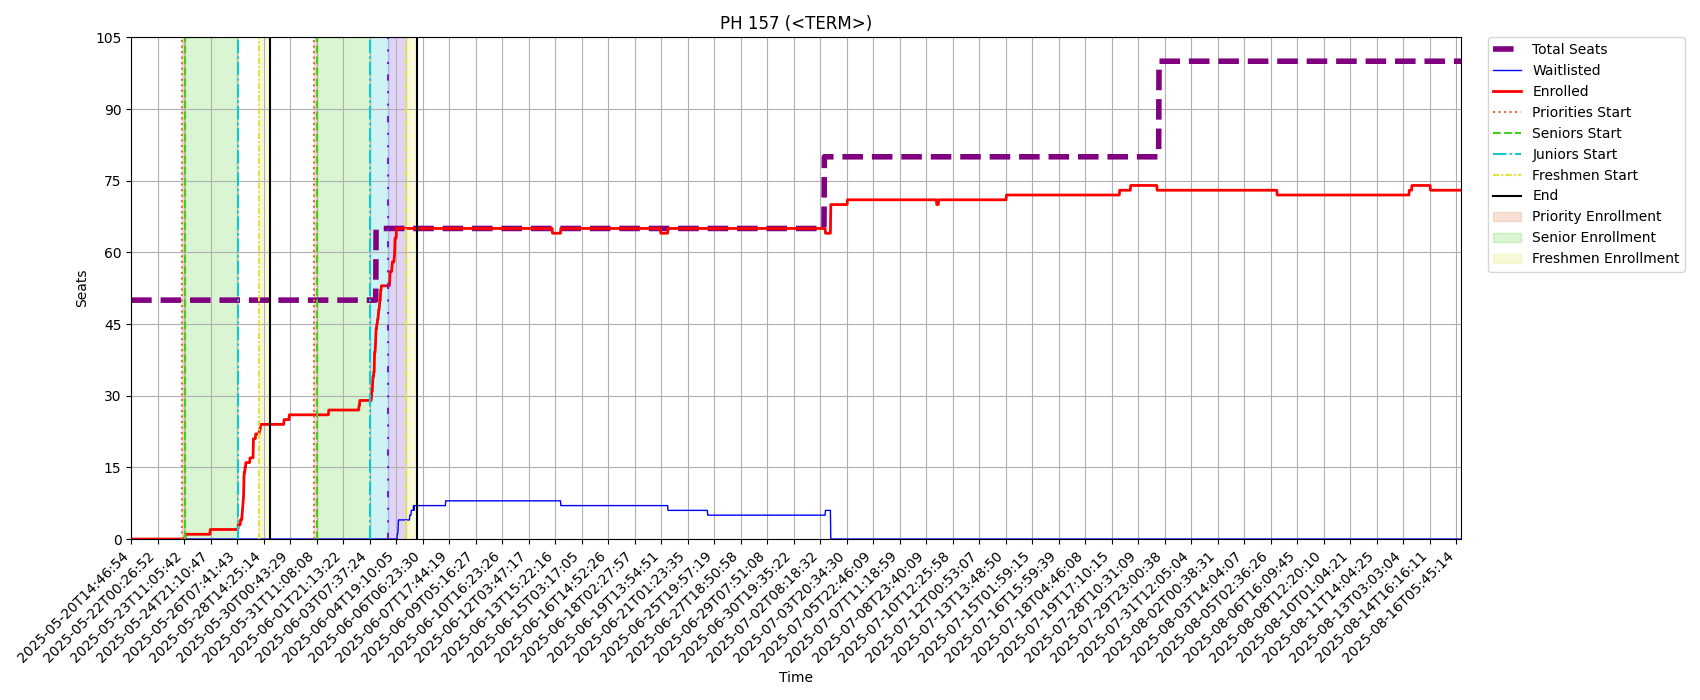 PH 157 (<TERM>)
105
90
75
60
45
30
15
0
Seats
Total Seats
Waitlisted
Enrolled
Priorities Start
Seniors Start
Juniors Start
Freshmen Start
End
Priority Enrollment
Senior Enrollment
Freshmen Enrollment
2025-05-20T14:46:54
2025-05-22T00:26:52
2025-05-23T11:05:42
2025-05-24T21:10:47
2025-05-26T07:41:43
2025-05-28T14:25:14
2025-05-30T00:43:29
2025-05-31T11:08:08
2025-06-01T21:13:22
2025-06-03T07:37:24
2025-06-04T19:10:05
2025-06-06T06:23:30
2025-06-07T17:44:19
2025-06-09T05:16:27
2025-06-10T16:23:26
2025-06-12T03:47:17
2025-06-13T15:22:16
2025-06-15T03:17:05
2025-06-16T14:52:26
2025-06-18T02:27:57
2025-06-19T13:54:51
2025-06-21T01:23:35
2025-06-25T19:57:19
2025-06-27T18:50:58
2025-06-29T07:51:08
2025-06-30T19:35:22
2025-07-02T08:18:32
2025-07-03T20:34:30
2025-07-05T22:46:09
2025-07-07T11:18:59
2025-07-08T23:40:09
2025-07-10T12:25:58
2025-07-12T00:53:07
2025-07-13T13:48:50
2025-07-15T01:59:15
2025-07-16T15:59:39
2025-07-18T04:46:08
2025-07-19T17:10:15
2025-07-28T10:31:09
2025-07-29T23:00:38
2025-07-31T12:05:04
2025-08-02T00:38:31
2025-08-03T14:04:07
2025-08-05T02:36:26
2025-08-06T16:09:45
2025-08-08T12:20:10
2025-08-10T01:04:21
2025-08-11T14:04:25
2025-08-13T03:03:04
2025-08-14T16:16:11
2025-08-16T05:45:14
Time